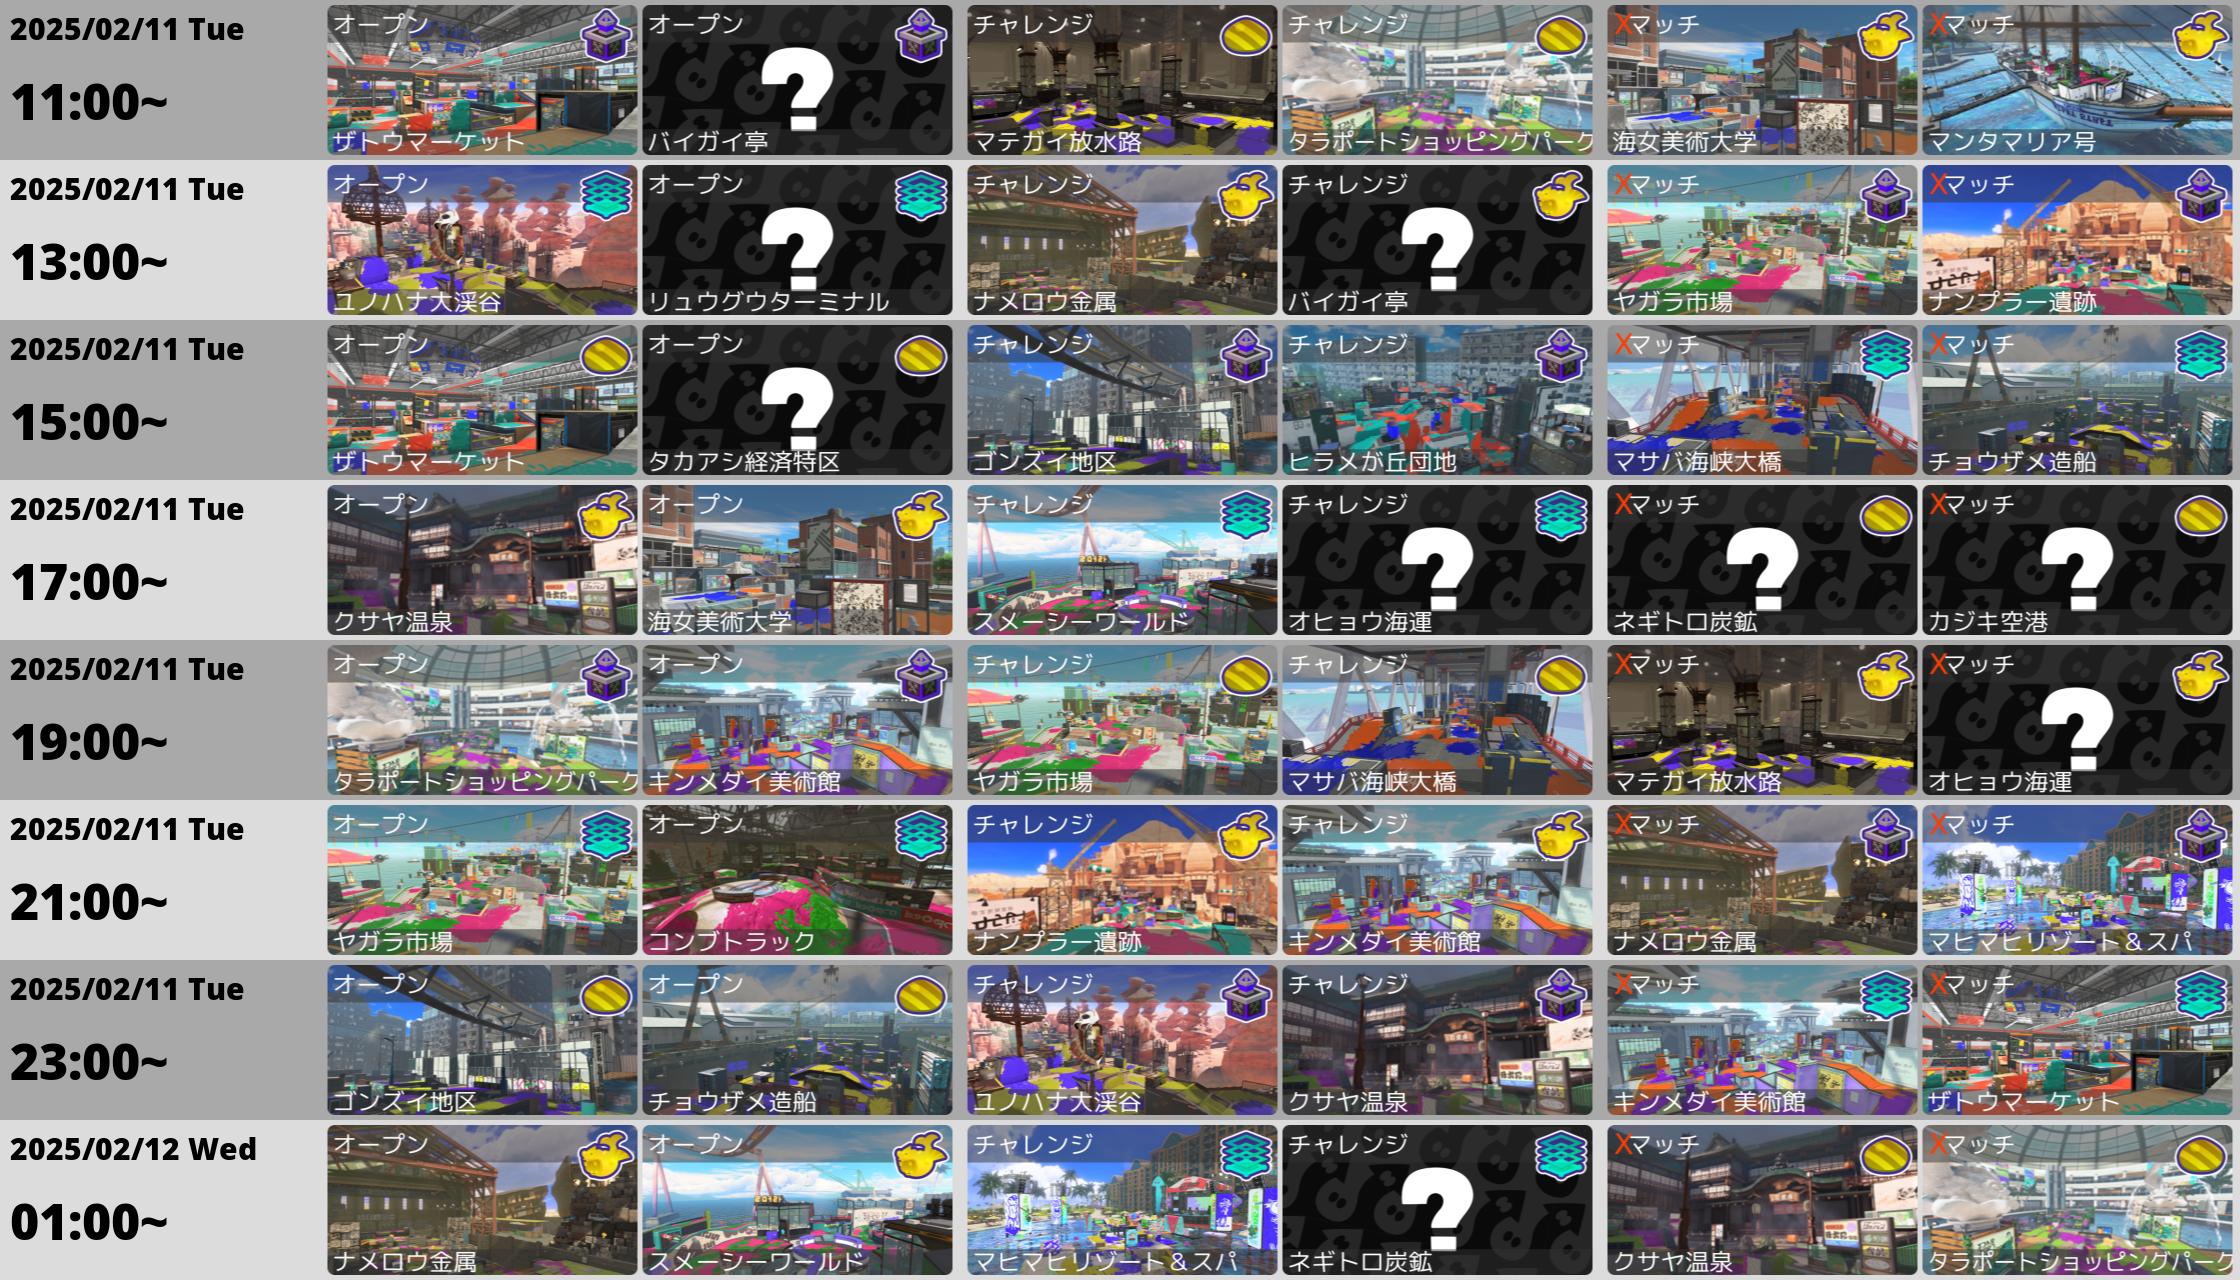 2025/02/11 Tue
11:00~
オープン
ザトウマーケット
オープン
バイガイ亭
チャレンジ
マテガイ放水路
チャレンジ
タラポートショッピングパーク
Xマッチ
海女美術大学
Xマッチ
マンタマリア号
2025/02/11 Tue
13:00~
オープン
ユノハナ大渓谷
オープン
リュウグウターミナル
チャレンジ
ナメロウ金属
チャレンジ
バイガイ亭
Xマッチ
ヤガラ市場
Xマッチ
ナンプラー遺跡
2025/02/11 Tue
15:00~
オープン
ザトウマーケット
オープン
タカアシ経済特区
チャレンジ
ゴンズイ地区
チャレンジ
ヒラメが丘団地
Xマッチ
マサバ海峡大橋
Xマッチ
チョウザメ造船
2025/02/11 Tue
17:00~
オープン
クサヤ温泉
オープン
海女美術大学
チャレンジ
スメーシーワールド
チャレンジ
オヒョウ海運
Xマッチ
ネギトロ炭鉱
Xマッチ
カジキ空港
2025/02/11 Tue
19:00~
オープン
タラポートショッピングパーク
オープン
キンメダイ美術館
チャレンジ
ヤガラ市場
チャレンジ
マサバ海峡大橋
Xマッチ
マテガイ放水路
Xマッチ
オヒョウ海運
2025/02/11 Tue
21:00~
オープン
ヤガラ市場
オープン
コンブトラック
チャレンジ
ナンプラー遺跡
チャレンジ
キンメダイ美術館
Xマッチ
ナメロウ金属
Xマッチ
マヒマヒリゾート＆スパ
2025/02/11 Tue
23:00~
オープン
ゴンズイ地区
オープン
チョウザメ造船
チャレンジ
ユノハナ大渓谷
チャレンジ
クサヤ温泉
Xマッチ
キンメダイ美術館
Xマッチ
ザトウマーケット
2025/02/12 Wed
01:00~
オープン
ナメロウ金属
オープン
スメーシーワールド
チャレンジ
マヒマヒリゾート＆スパ
チャレンジ
ネギトロ炭鉱
Xマッチ
クサヤ温泉
Xマッチ
タラポートショッピングパーク